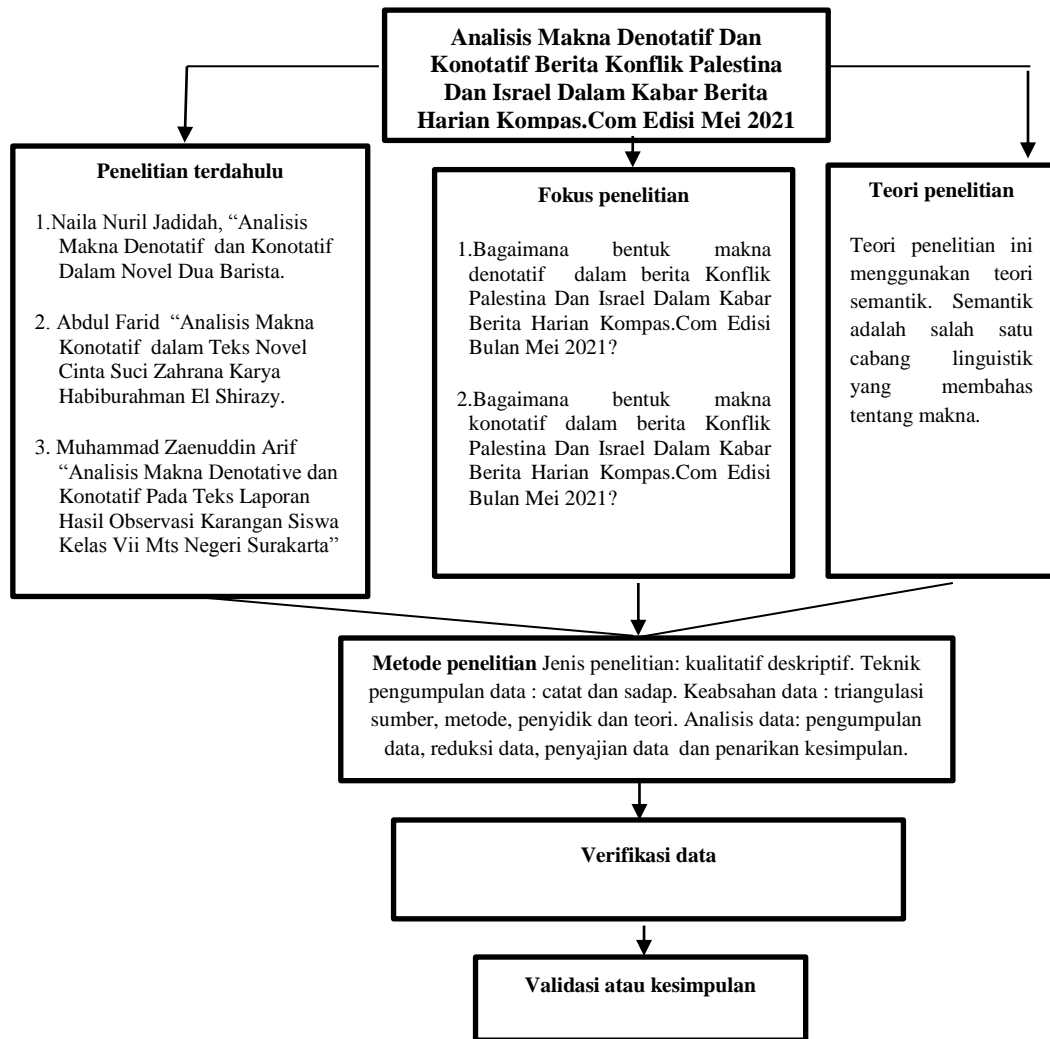 Analisis Makna Denotatif Dan
Konotatif Berita Konflik Palestina
Dan Israel Dalam Kabar Berita
Harian Kompas.Com Edisi Mei 2021
Penelitian terdahulu
1.Naila Nuril Jadidah, “Analisis
Makna Denotatif dan Konotatif
Dalam Novel Dua Barista.
2. Abdul Farid “Analisis Makna
Konotatif dalam Teks Novel
Cinta Suci Zahrana Karya
Habiburahman El Shirazy.
3. Muhammad Zaenuddin Arif
“Analisis Makna Denotative dan
Konotatif Pada Teks Laporan
Hasil Observasi Karangan Siswa
Kelas Vii Mts Negeri Surakarta”
Fokus penelitian
1.Bagaimana bentuk makna
denotatif dalam berita Konflik
Palestina Dan Israel Dalam Kabar
Berita Harian Kompas.Com Edisi
Bulan Mei 2021?
2.Bagaimana bentuk makna
konotatif dalam berita Konflik
Palestina Dan Israel Dalam Kabar
Berita Harian Kompas.Com Edisi
Bulan Mei 2021?
Teori penelitian
Teori penelitian ini
menggunakan teori
semantik. Semantik
adalah salah satu
cabang linguistik
yang membahas
tentang makna.
Metode penelitian Jenis penelitian: kualitatif deskriptif. Teknik
pengumpulan data : catat dan sadap. Keabsahan data : triangulasi
sumber, metode, penyidik dan teori. Analisis data: pengumpulan
data, reduksi data, penyajian data dan penarikan kesimpulan.
Verifikasi data
Validasi atau kesimpulan